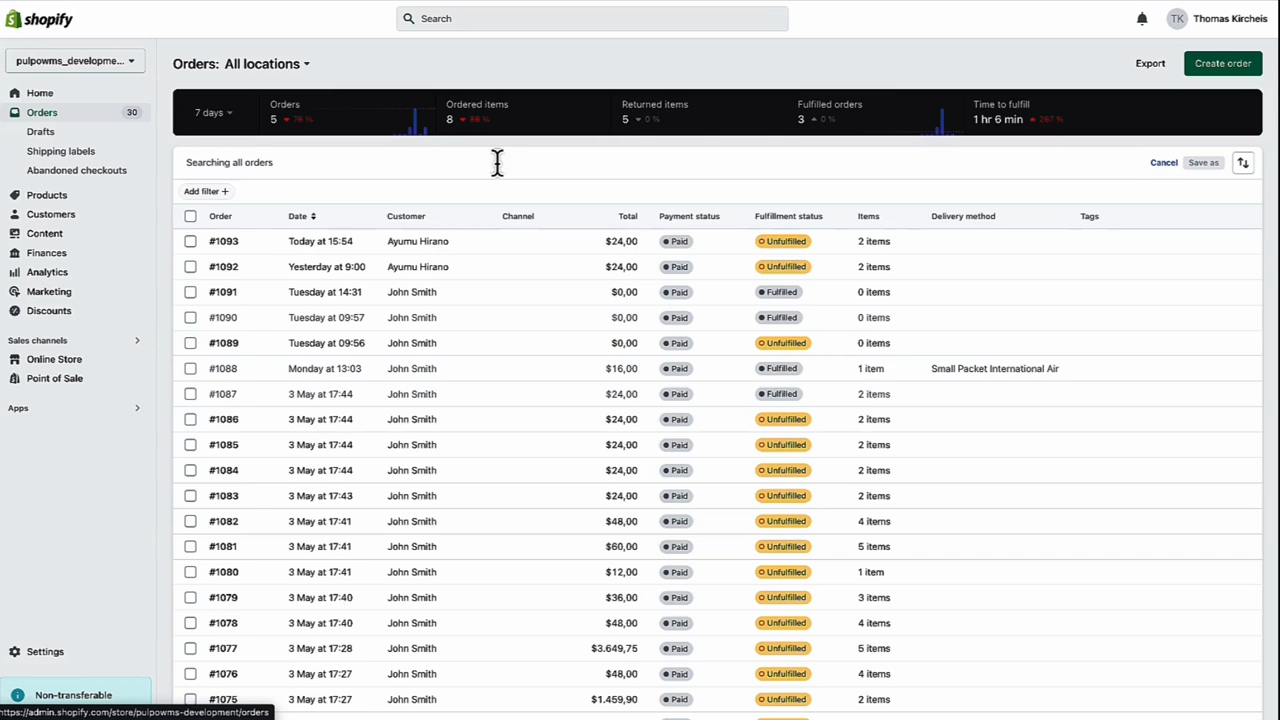 shopify
Search
TK Thomas Kircheis
pulpowms_developme...
Home
Orders 30
Drafts
Shipping labels
Abandoned checkouts
Products
Customers
Content
Finances
Analytics
Marketing
Discounts
Sales channels
Online Store
Point of Sale
Apps
Settings
Non-transferable
https://admin.shopify.com/store/pulpowms-development/orders
Orders: All locations
Export
Create order
7 days
Orders
5 76 %
Ordered items
8 86 %
Returned items
5 0 %
Fulfilled orders
3 0 %
Time to fulfill
1 hr 6 min 267 %
Searching all orders
Cancel
Save as
Add filter +
Order Date Customer Channel Total Payment status Fulfillment status Items Delivery method Tags
#1093 Today at 15:54 Ayumu Hirano $24,00 Paid Unfulfilled 2 items
#1092 Yesterday at 9:00 Ayumu Hirano $24,00 Paid Unfulfilled 2 items
#1091 Tuesday at 14:31 John Smith $0,00 Paid Fulfilled 0 items
#1090 Tuesday at 09:57 John Smith $0,00 Paid Fulfilled 0 items
#1089 Tuesday at 09:56 John Smith $0,00 Paid Unfulfilled 0 items
#1088 Monday at 13:03 John Smith $16,00 Paid Fulfilled 1 item Small Packet International Air
#1087 3 May at 17:44 John Smith $24,00 Paid Fulfilled 2 items
#1086 3 May at 17:44 John Smith $24,00 Paid Unfulfilled 2 items
#1085 3 May at 17:44 John Smith $24,00 Paid Unfulfilled 2 items
#1084 3 May at 17:44 John Smith $24,00 Paid Unfulfilled 2 items
#1083 3 May at 17:43 John Smith $24,00 Paid Unfulfilled 2 items
#1082 3 May at 17:41 John Smith $48,00 Paid Unfulfilled 4 items
#1081 3 May at 17:41 John Smith $60,00 Paid Unfulfilled 5 items
#1080 3 May at 17:41 John Smith $12,00 Paid Unfulfilled 1 item
#1079 3 May at 17:40 John Smith $36,00 Paid Unfulfilled 3 items
#1078 3 May at 17:40 John Smith $48,00 Paid Unfulfilled 4 items
#1077 3 May at 17:28 John Smith $3.649,75 Paid Unfulfilled 5 items
#1076 3 May at 17:27 John Smith $48,00 Paid Unfulfilled 4 items
#1075 3 May at 17:27 John Smith $1.459,90 Paid Unfulfilled 2 items